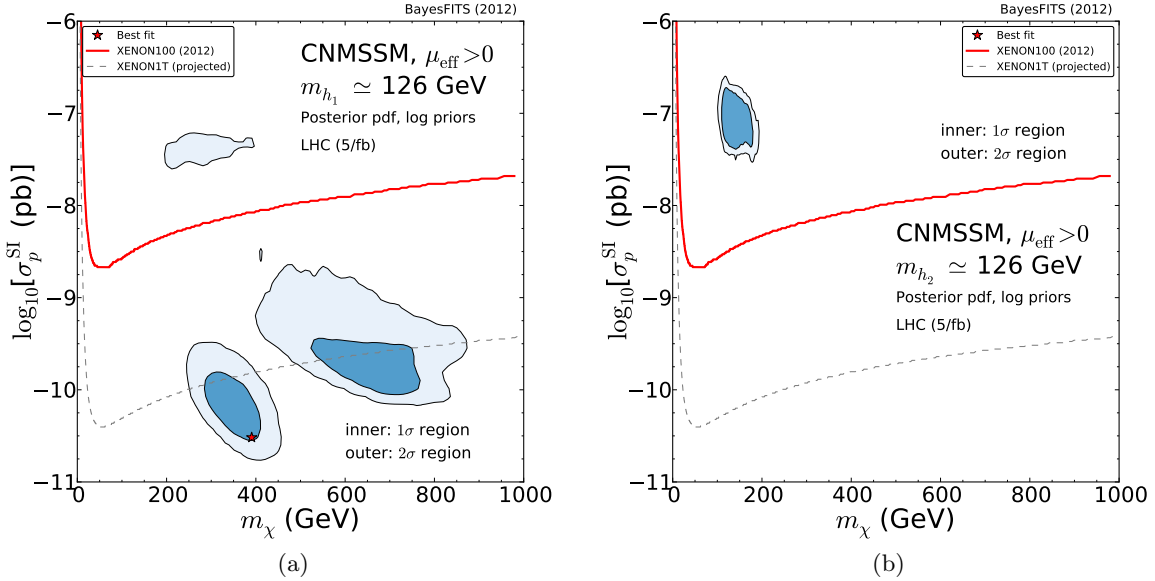 BayesFITS (2012)
Best fit
XENON100 (2012)
XENON1T (projected)
CNMSSM, μeff>0
mh1 ≃ 126 GeV
Posterior pdf, log priors
LHC (5/fb)
inner: 1σ region
outer: 2σ region
−6
−7
−8
−9
−10
−11
log10[σpSI (pb)]
0 200 400 600 800 1000
mχ (GeV)
(a)
BayesFITS (2012)
Best fit
XENON100 (2012)
XENON1T (projected)
inner: 1σ region
outer: 2σ region
CNMSSM, μeff>0
mh2 ≃ 126 GeV
Posterior pdf, log priors
LHC (5/fb)
−6
−7
−8
−9
−10
−11
log10[σpSI (pb)]
0 200 400 600 800 1000
mχ (GeV)
(b)